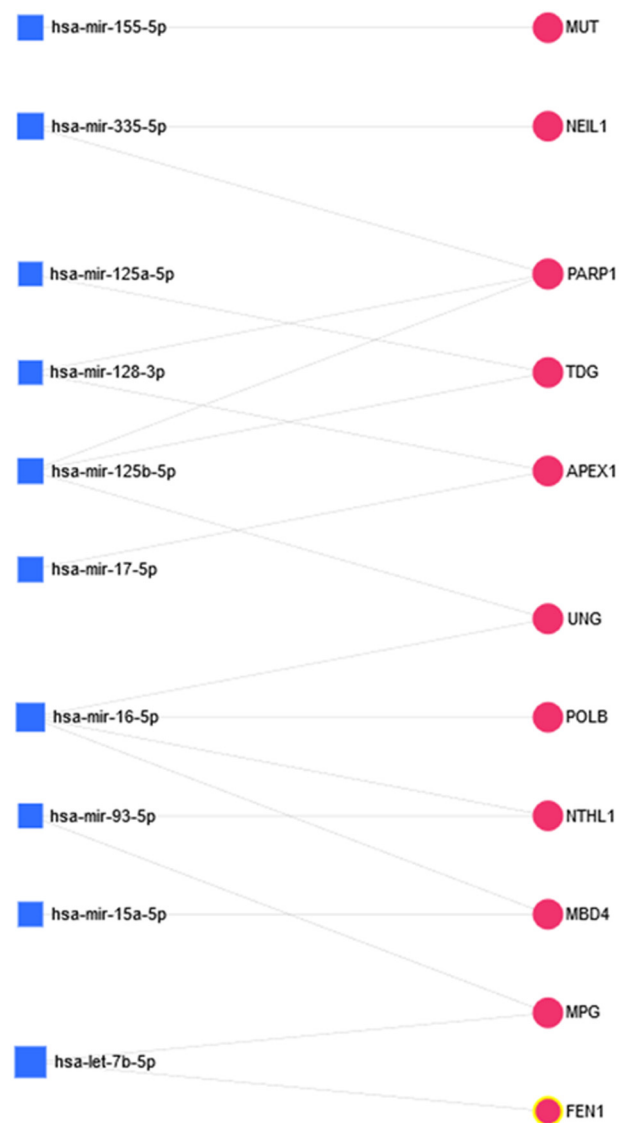 hsa-mir-155-5p MUT
hsa-mir-335-5p NEIL1
hsa-mir-125a-5p PARP1
hsa-mir-128-3p TDG
hsa-mir-125b-5p APEX1
hsa-mir-17-5p
UNG
hsa-mir-16-5p POLB
hsa-mir-93-5p NTHL1
hsa-mir-15a-5p MBD4
MPG
hsa-let-7b-5p
FEN1